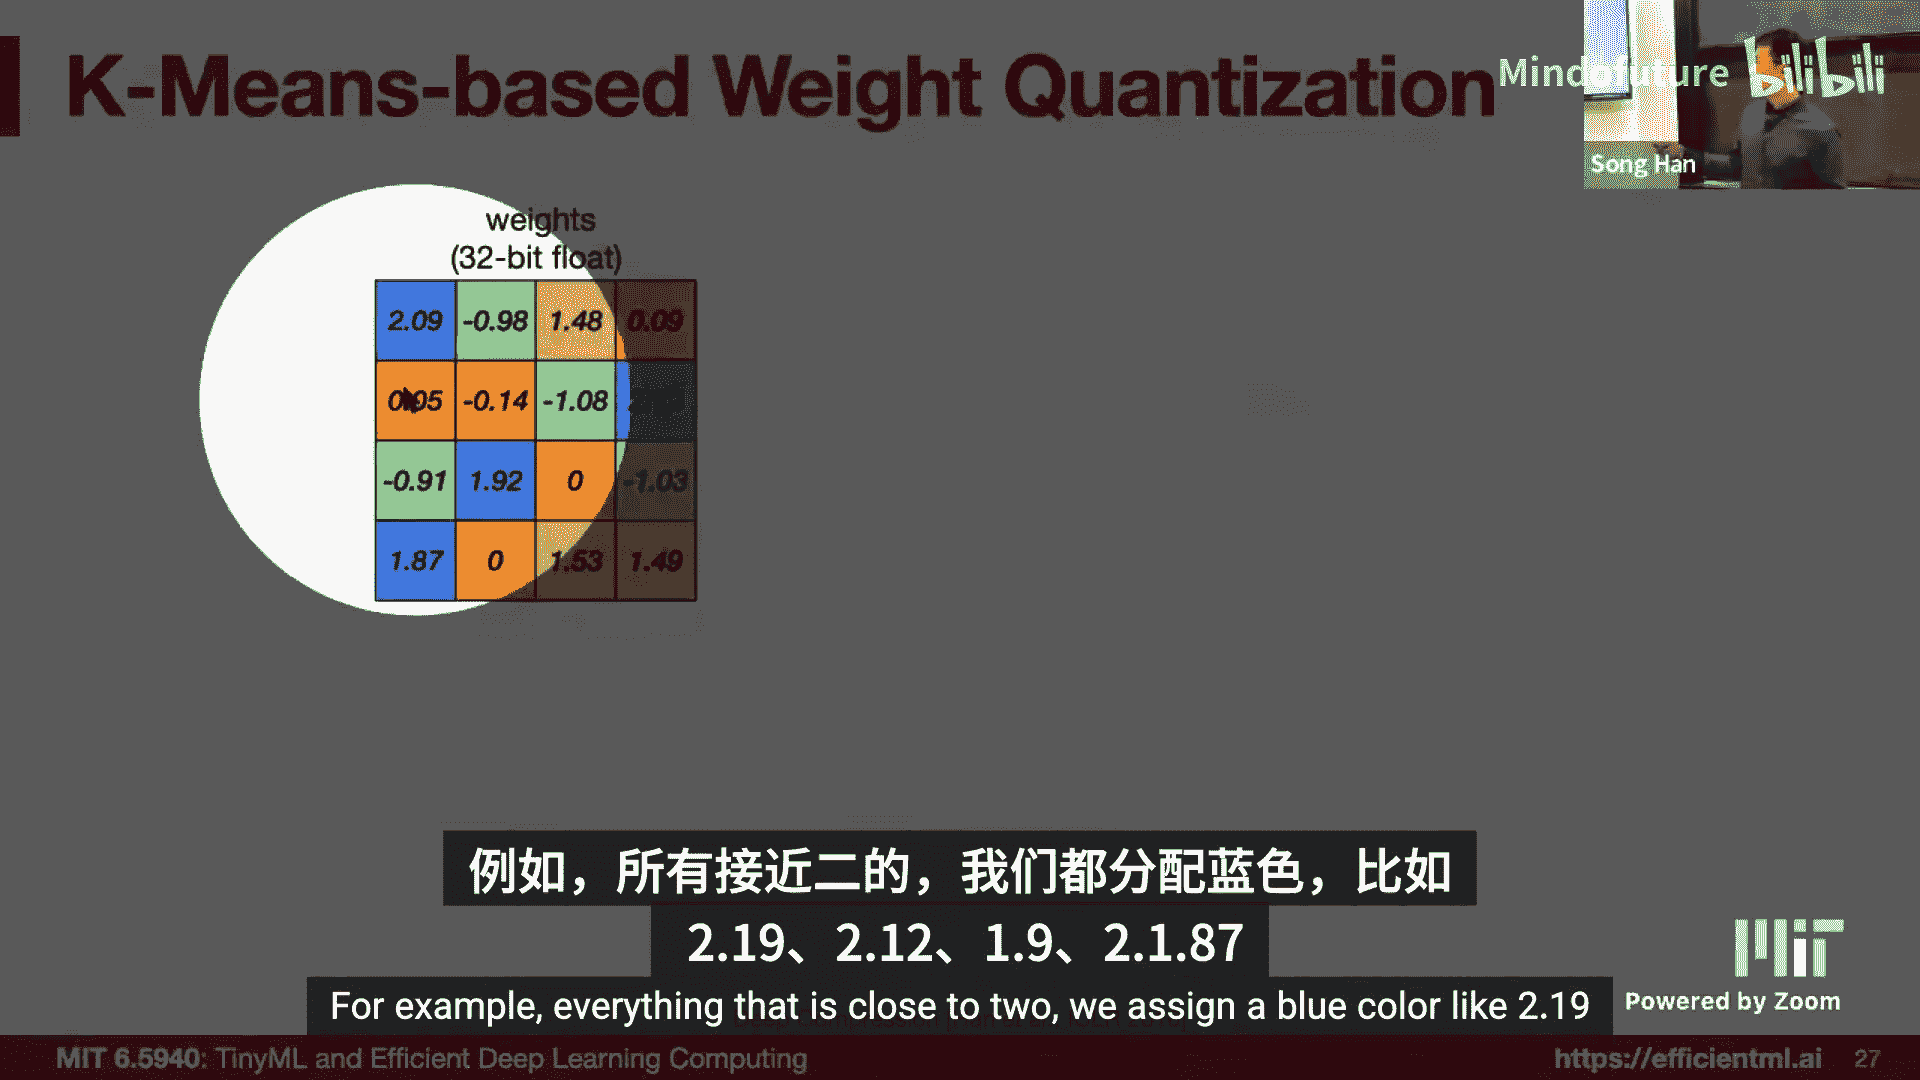 K-Means-based Weight Quantization
Mindofuture bilibili
Song Han
weights
(32-bit float)
2.09 -0.98 1.48 0.09
0.05 -0.14 -1.08
-0.91 1.92 0 -1.03
1.87 0 1.53 1.49
例如，所有接近二的，我们都分配蓝色，比如
2.19、2.12、1.9、2.1.87
For example, everything that is close to two, we assign a blue color like 2.19
MIT
Powered by Zoom
MIT 6.5940: TinyML and Efficient Deep Learning Computing
https://efficientml.ai 27